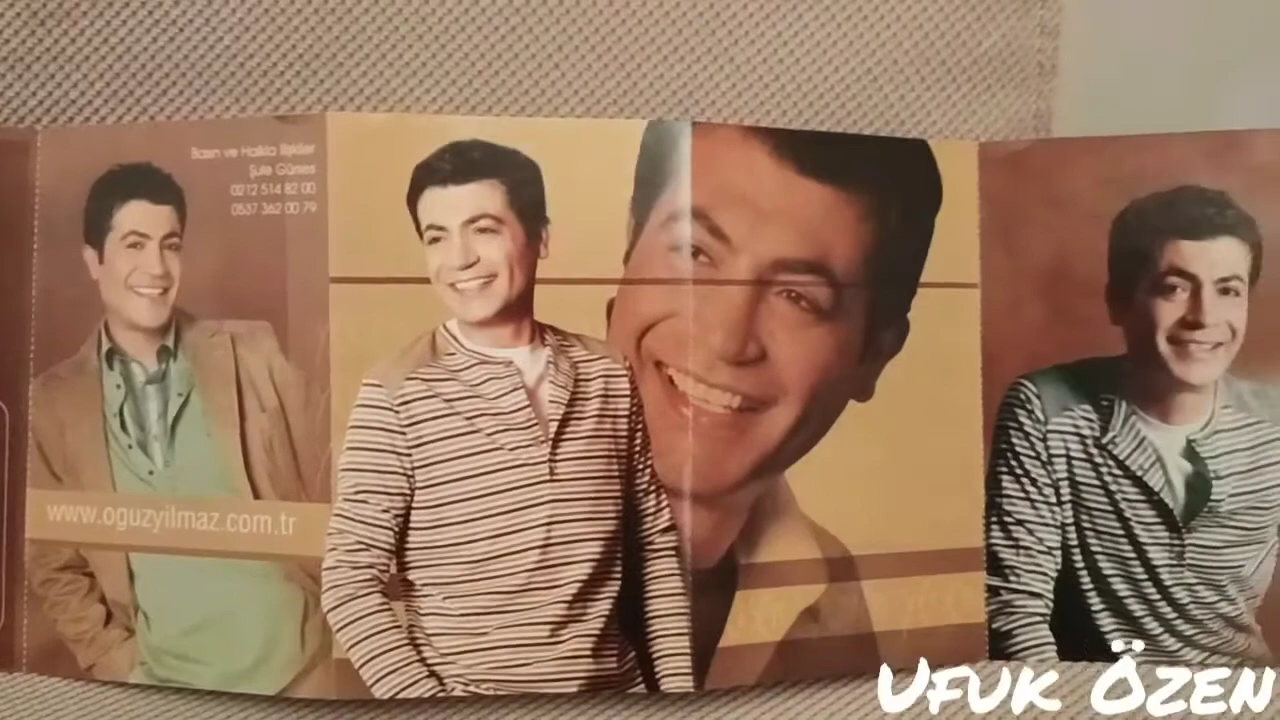 Basın ve Halkla İlişkiler
Şule Güneş
0212 514 82 00
0537 362 00 79
www.oguzyilmaz.com.tr
Ufuk Özen